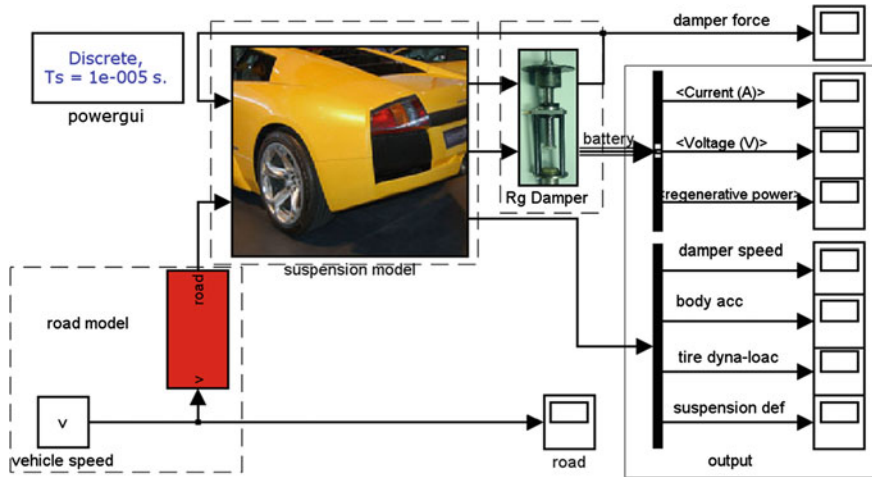 damper force
Discrete,
Ts = 1e-005 s.
powergui
<Current (A)>
battery
<Voltage (V)>
<regenerative power>
Rg Damper
suspension model
damper speed
road
body acc
road model
tire dyna-loac
v
suspension def
v
vehicle speed
road
output